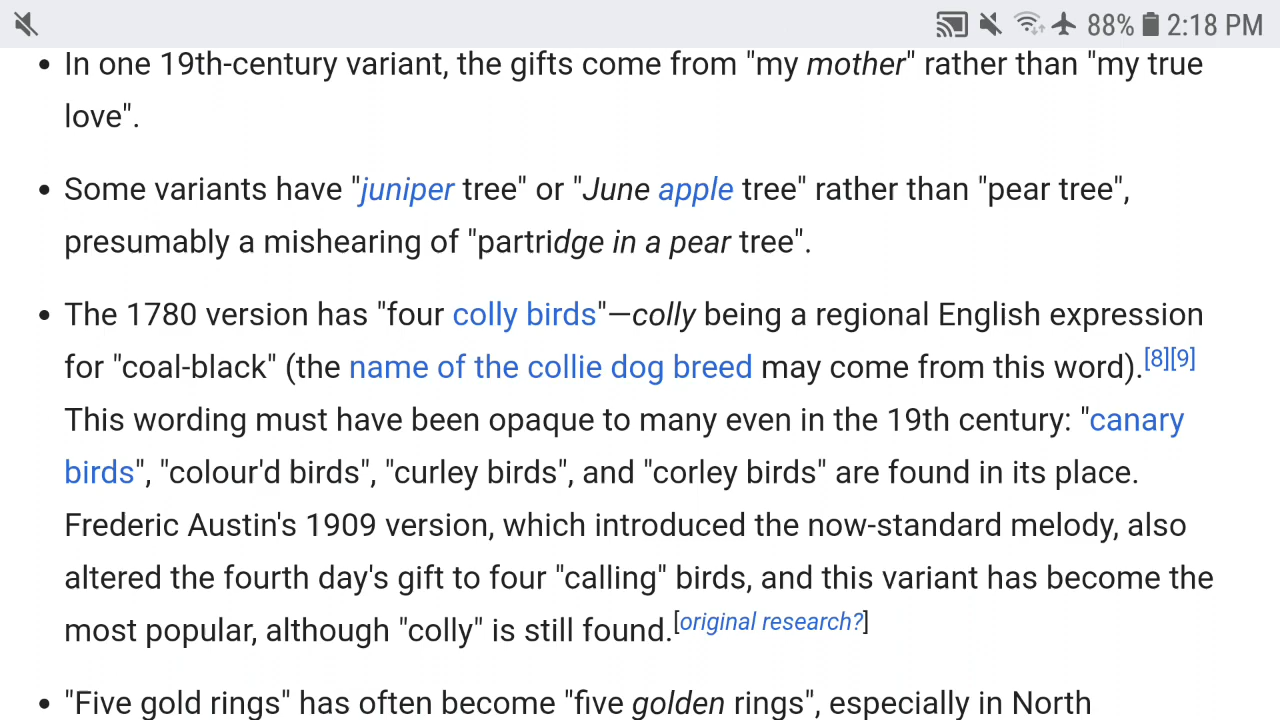 88% 2:18 PM
• In one 19th-century variant, the gifts come from "my mother" rather than "my true
love".
• Some variants have "juniper tree" or "June apple tree" rather than "pear tree",
presumably a mishearing of "partridge in a pear tree".
• The 1780 version has "four colly birds"—colly being a regional English expression
for "coal-black" (the name of the collie dog breed may come from this word).[8][9]
This wording must have been opaque to many even in the 19th century: "canary
birds", "colour'd birds", "curley birds", and "corley birds" are found in its place.
Frederic Austin's 1909 version, which introduced the now-standard melody, also
altered the fourth day's gift to four "calling" birds, and this variant has become the
most popular, although "colly" is still found.[original research?]
• "Five gold rings" has often become "five golden rings", especially in North